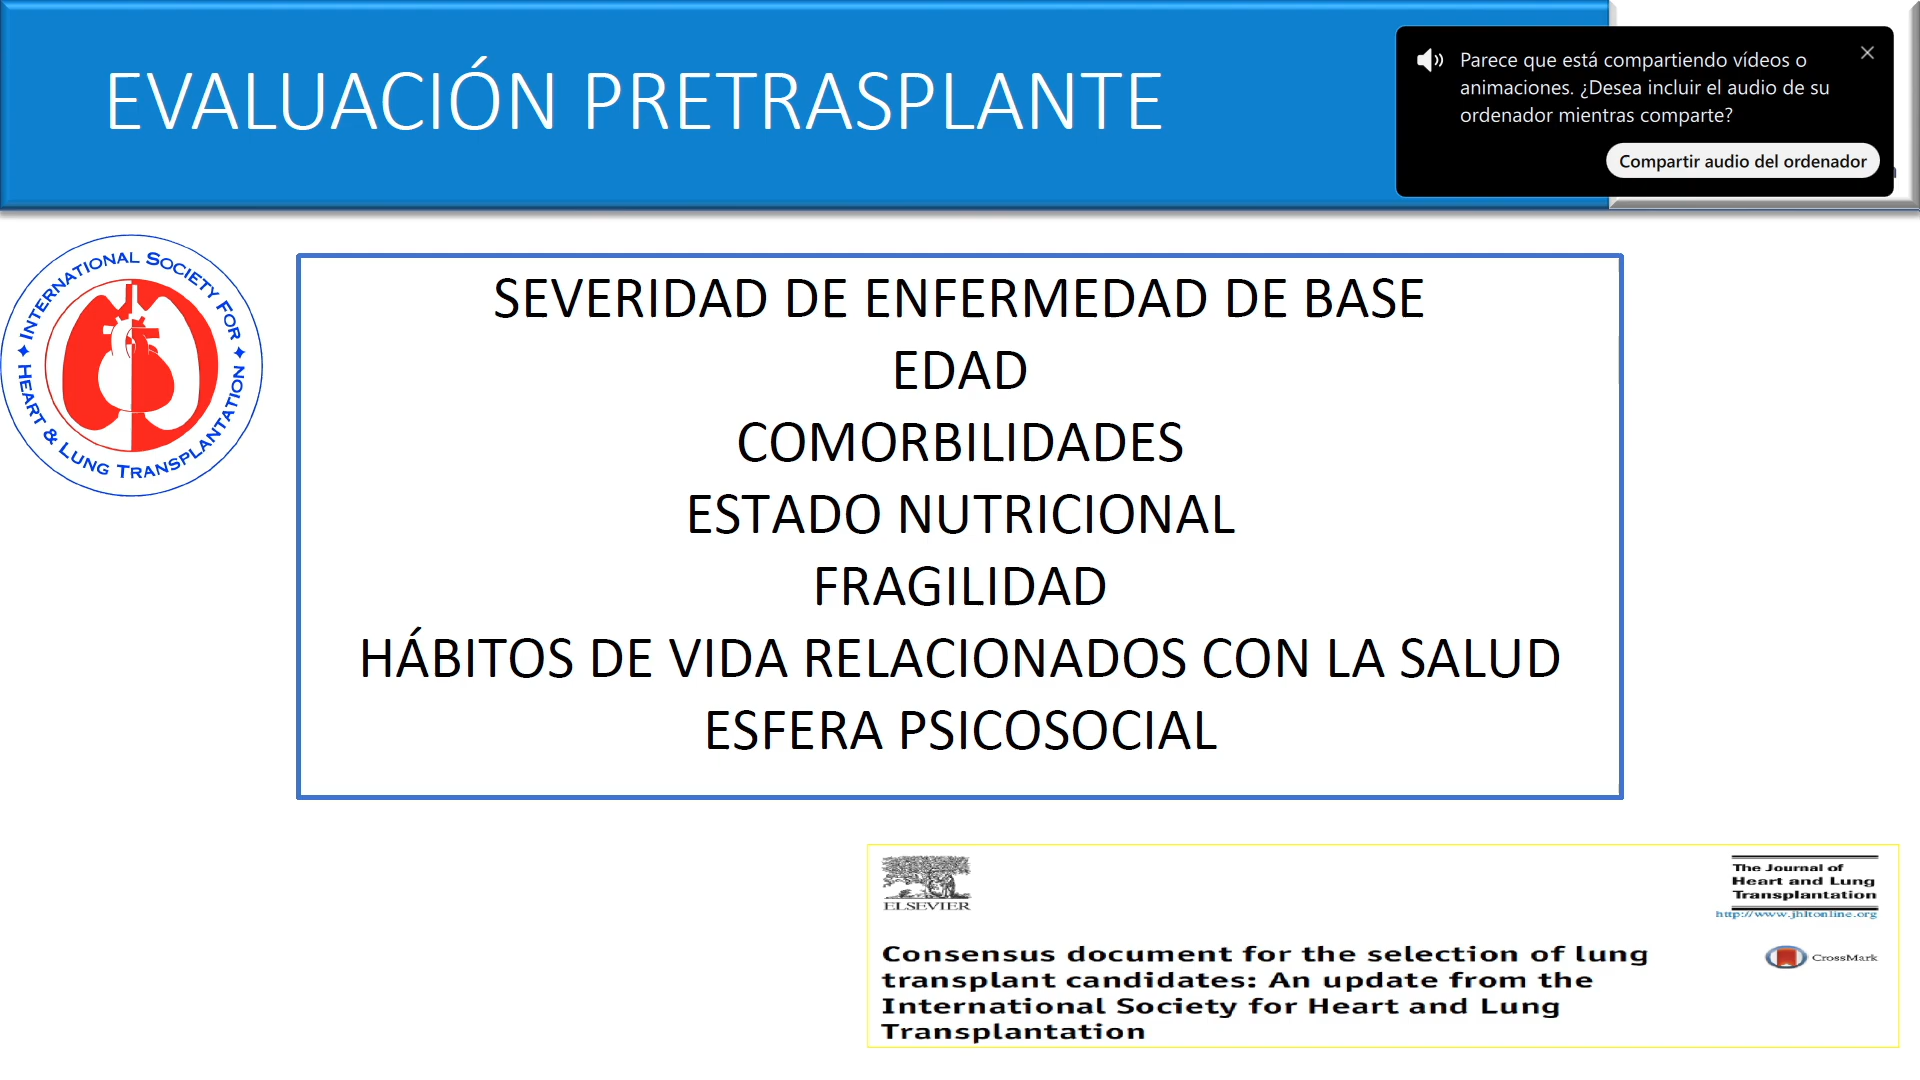 EVALUACIÓN PRETRASPLANTE
Parece que está compartiendo vídeos o
animaciones. ¿Desea incluir el audio de su
ordenador mientras comparte?
Compartir audio del ordenador
INTERNATIONAL SOCIETY FOR
HEART & LUNG TRANSPLANTATION
SEVERIDAD DE ENFERMEDAD DE BASE
EDAD
COMORBILIDADES
ESTADO NUTRICIONAL
FRAGILIDAD
HÁBITOS DE VIDA RELACIONADOS CON LA SALUD
ESFERA PSICOSOCIAL
ELSEVIER
The Journal of
Heart and Lung
Transplantation
http://www.jhltonline.org
Consensus document for the selection of lung
transplant candidates: An update from the
International Society for Heart and Lung
Transplantation
CrossMark